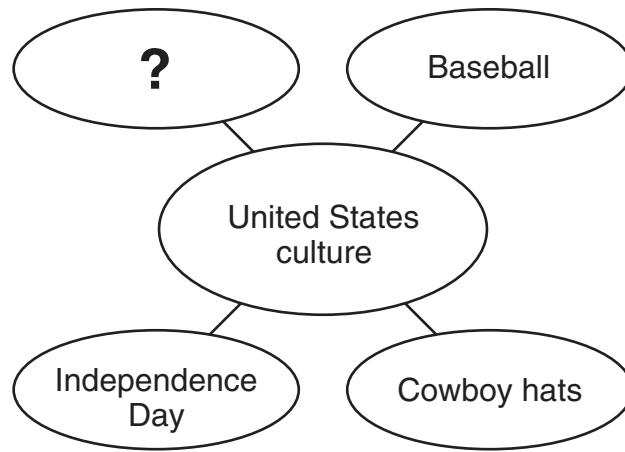 ?
Baseball
United States
culture
Independence
Day
Cowboy hats